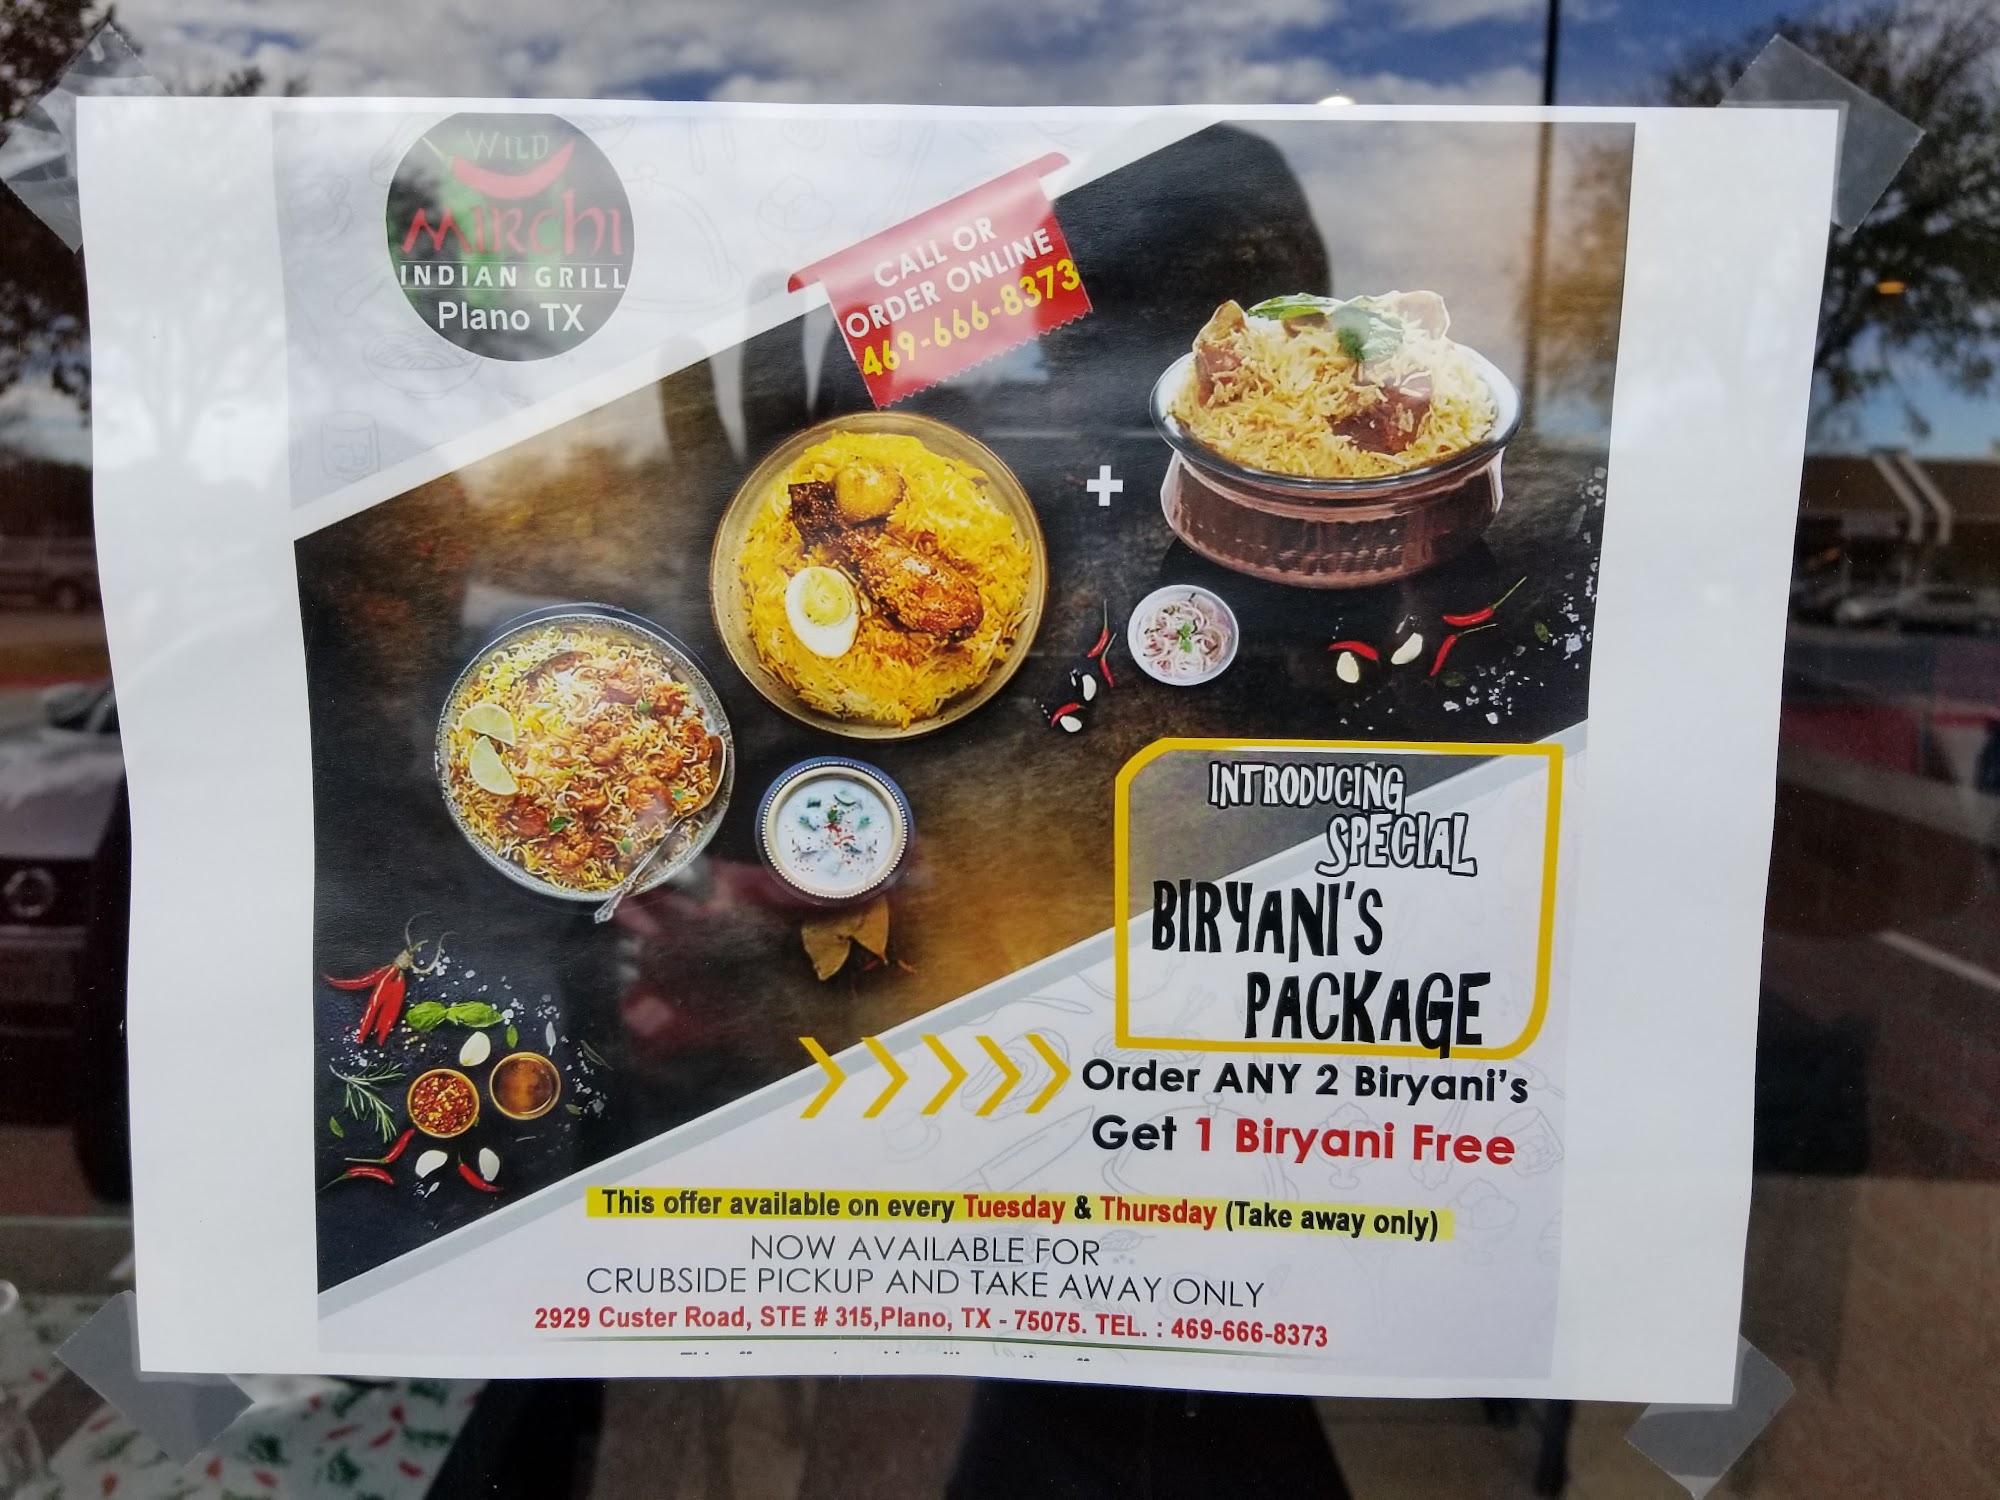 WILD
MIRCHI
INDIAN GRILL
Plano TX
CALL OR
ORDER ONLINE
469-666-8373
+
INTRODUCING
SPECIAL
BIRYANI'S
PACKAGE
Order ANY 2 Biryani's
Get 1 Biryani Free
This offer available on every Tuesday & Thursday (Take away only)
NOW AVAILABLE FOR
CRUBSIDE PICKUP AND TAKE AWAY ONLY
2929 Custer Road, STE # 315,Plano, TX - 75075. TEL. : 469-666-8373